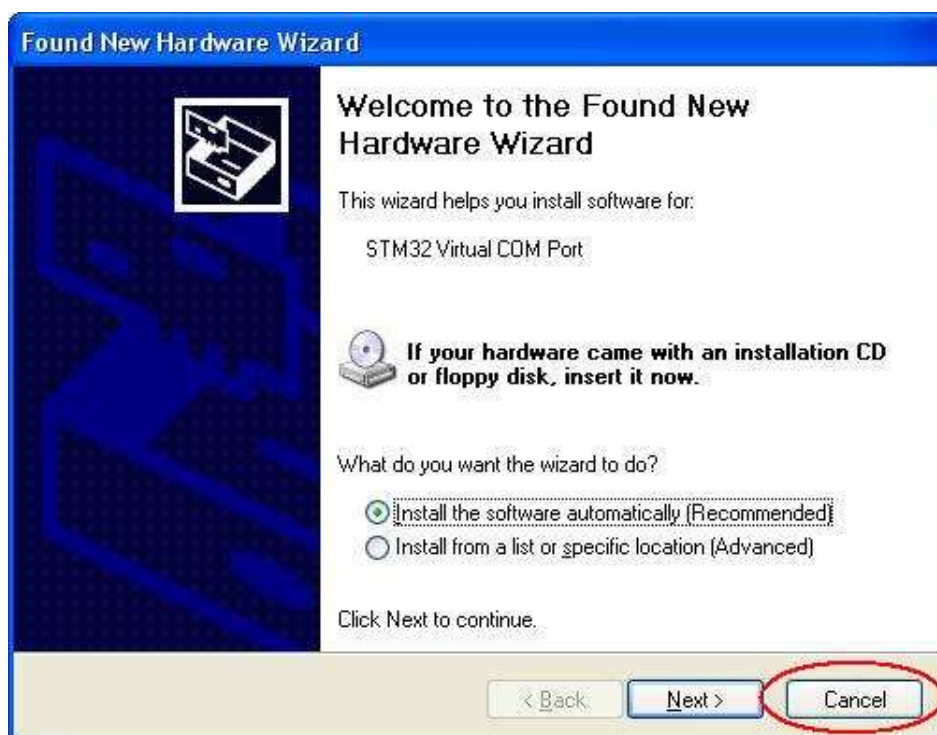 Found New Hardware Wizard
Welcome to the Found New
Hardware Wizard
This wizard helps you install software for:
STM32 Virtual COM Port
If your hardware came with an installation CD
or floppy disk, insert it now.
What do you want the wizard to do?
Install the software automatically (Recommended)
Install from a list or specific location (Advanced)
Click Next to continue.
< Back Next > Cancel